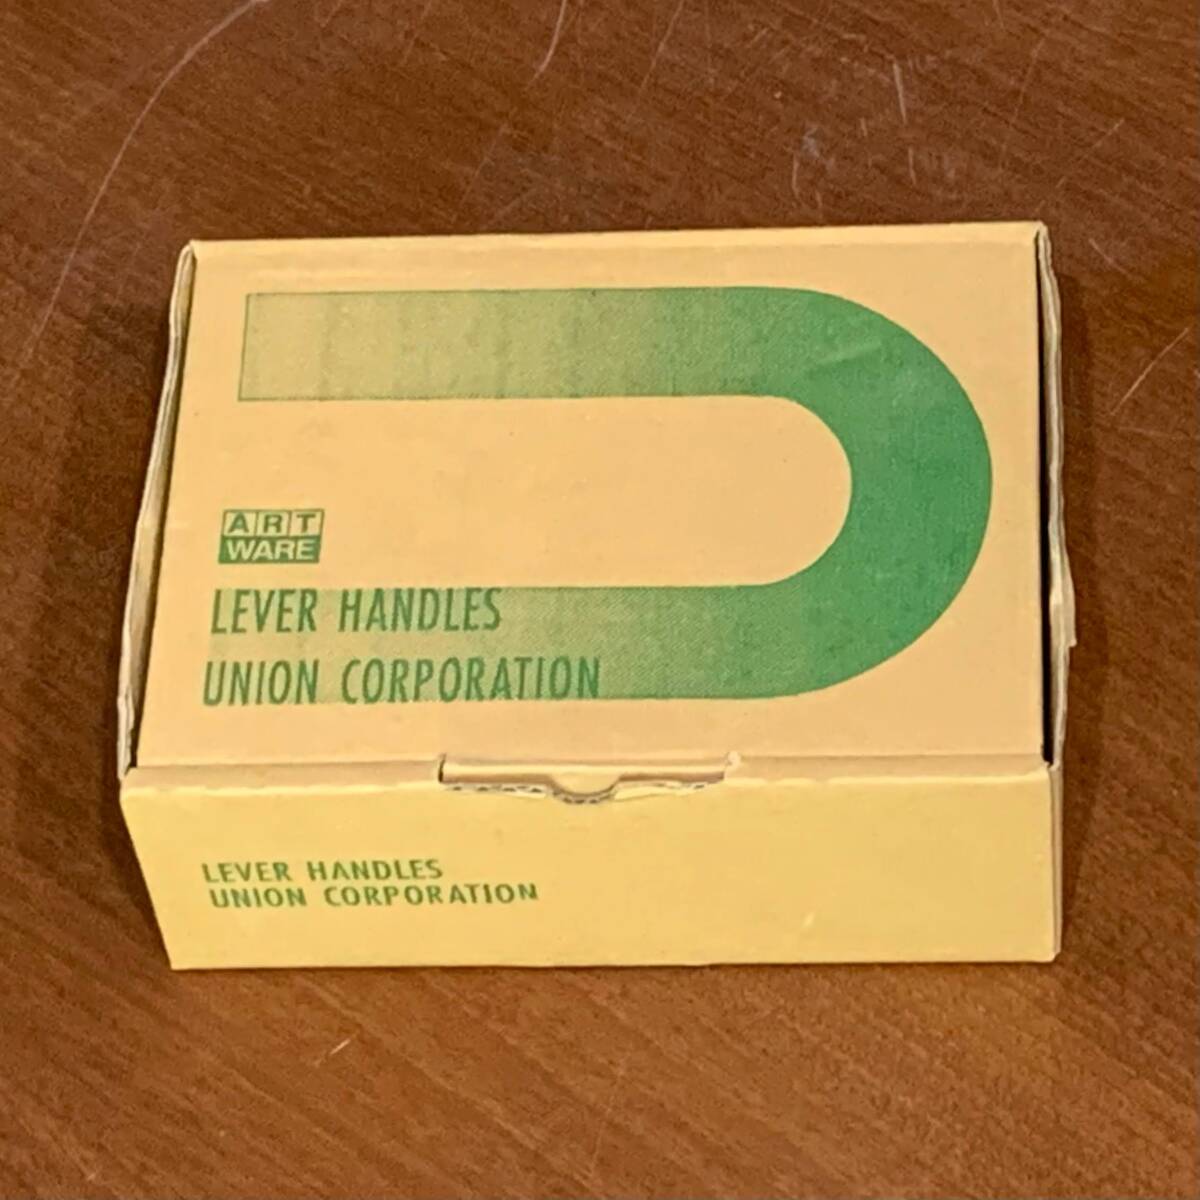 ART
WARE
LEVER HANDLES
UNION CORPORATION
LEVER HANDLES
UNION CORPORATION